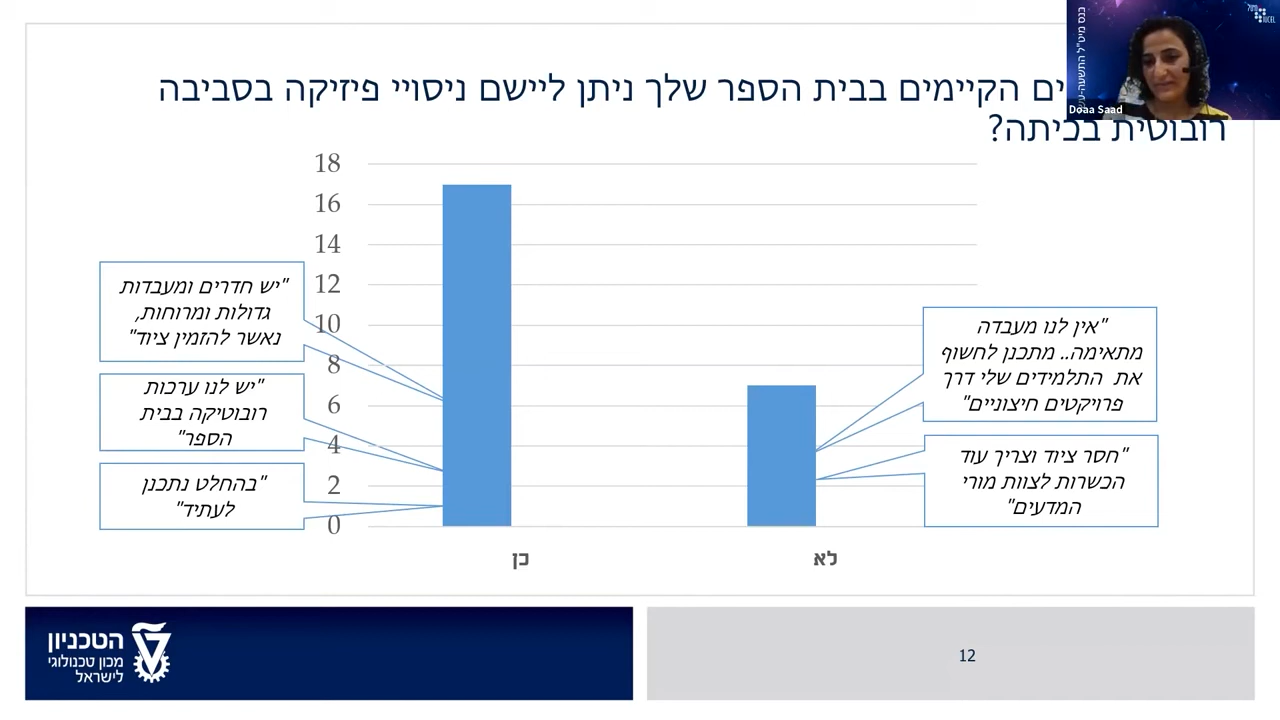 ים הקיימים בבית הספר שלך ניתן ליישם ניסויי פיזיקה בסביבה
רובוטית בכיתה?
Doaa Saad
JUCEL
18
16
14
12
10
8
6
4
2
0
"יש חדרים ומעבדות
גדולות ומרוחות,
נאשר להזמין ציוד"
"יש לנו ערכות
רובוטיקה בבית
הספר"
"בהחלט נתכנן
לעתיד"
"אין לנו מעבדה
מתאימה.. מתכנן לחשוף
את התלמידים שלי דרך
פרויקטים חיצוניים"
"חסר ציוד וצריך עוד
הכשרות לצוות מורי
המדעים"
כן
לא
הטכניון
מכון טכנולוגי
לישראל
12